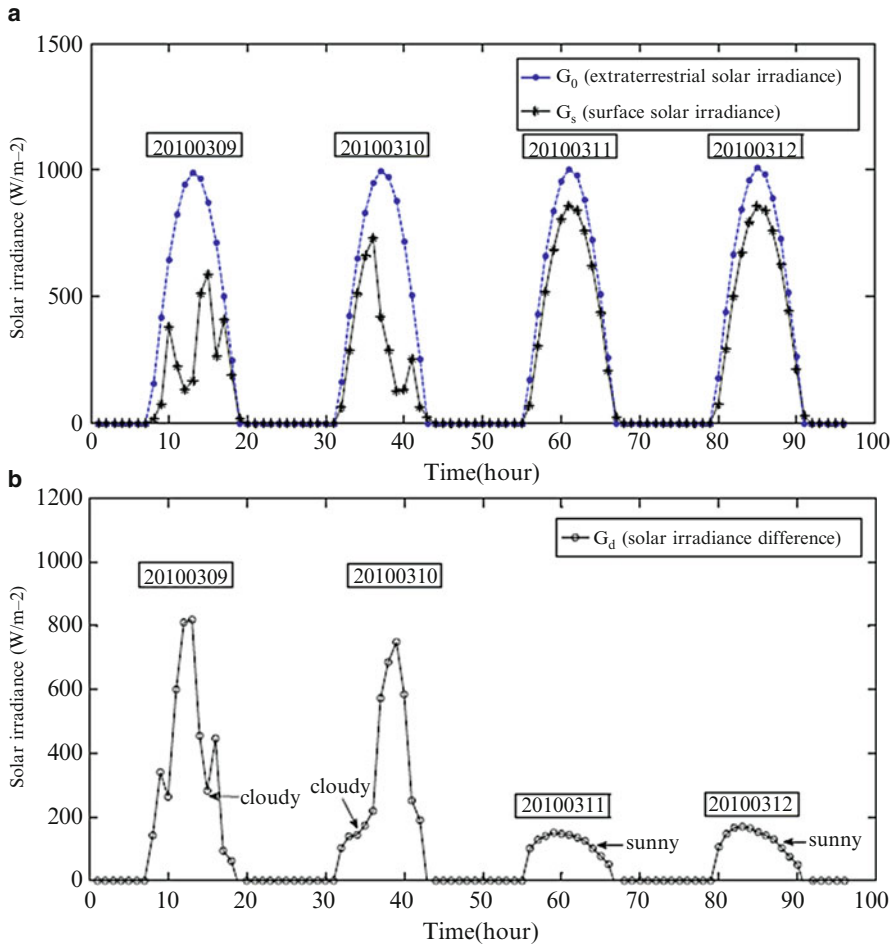 a
1500
1000
500
0
Solar irradiance (W/m–2)
G0 (extraterrestrial solar irradiance)
Gs (surface solar irradiance)
20100309
20100310
20100311
20100312
0 10 20 30 40 50 60 70 80 90 100
Time(hour)
b
1200
1000
800
600
400
200
0
Solar irradiance (W/m–2)
Gd (solar irradiance difference)
20100309
20100310
cloudy
cloudy
20100311
20100312
sunny
sunny
0 10 20 30 40 50 60 70 80 90 100
Time(hour)